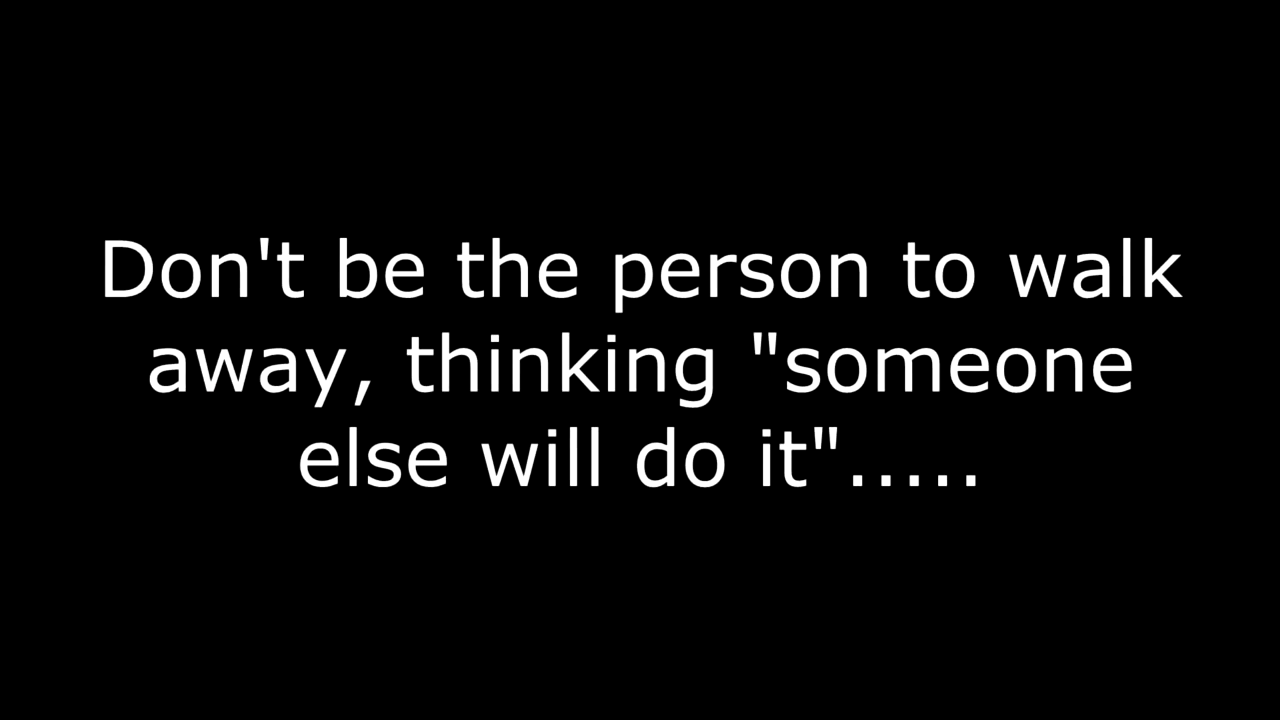 Don't be the person to walk
away, thinking "someone
else will do it".....